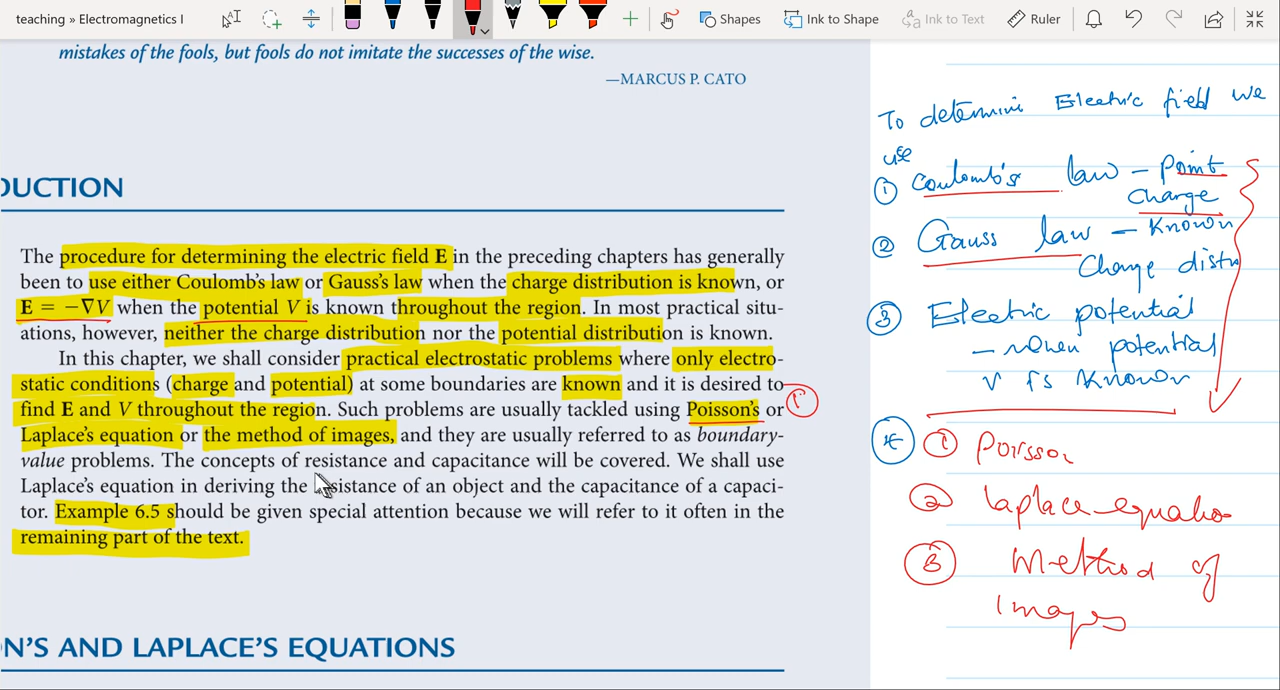 teaching » Electromagnetics I
Shapes
Ink to Shape
Ink to Text
Ruler
mistakes of the fools, but fools do not imitate the successes of the wise.
—MARCUS P. CATO
DUCTION
The procedure for determining the electric field E in the preceding chapters has generally
been to use either Coulomb's law or Gauss's law when the charge distribution is known, or
E = −∇V when the potential V is known throughout the region. In most practical situ-
ations, however, neither the charge distribution nor the potential distribution is known.
In this chapter, we shall consider practical electrostatic problems where only electro-
static conditions (charge and potential) at some boundaries are known and it is desired to
find E and V throughout the region. Such problems are usually tackled using Poisson's or
Laplace's equation or the method of images, and they are usually referred to as boundary-
value problems. The concepts of resistance and capacitance will be covered. We shall use
Laplace's equation in deriving the resistance of an object and the capacitance of a capaci-
tor. Example 6.5 should be given special attention because we will refer to it often in the
remaining part of the text.
N'S AND LAPLACE'S EQUATIONS
To determine Electric field we
use
① Coulomb's law – point
charge
② Gauss law – Known
Charge distn
③ Electric potential
– when potential
V is known
① Poisson
② Laplace equatio
③ Method of
Images